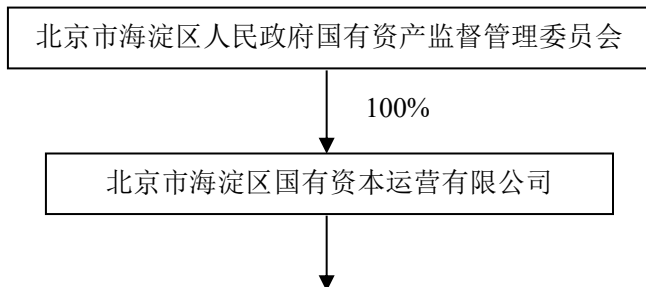 北京市海淀区人民政府国有资产监督管理委员会
100%
北京市海淀区国有资本运营有限公司